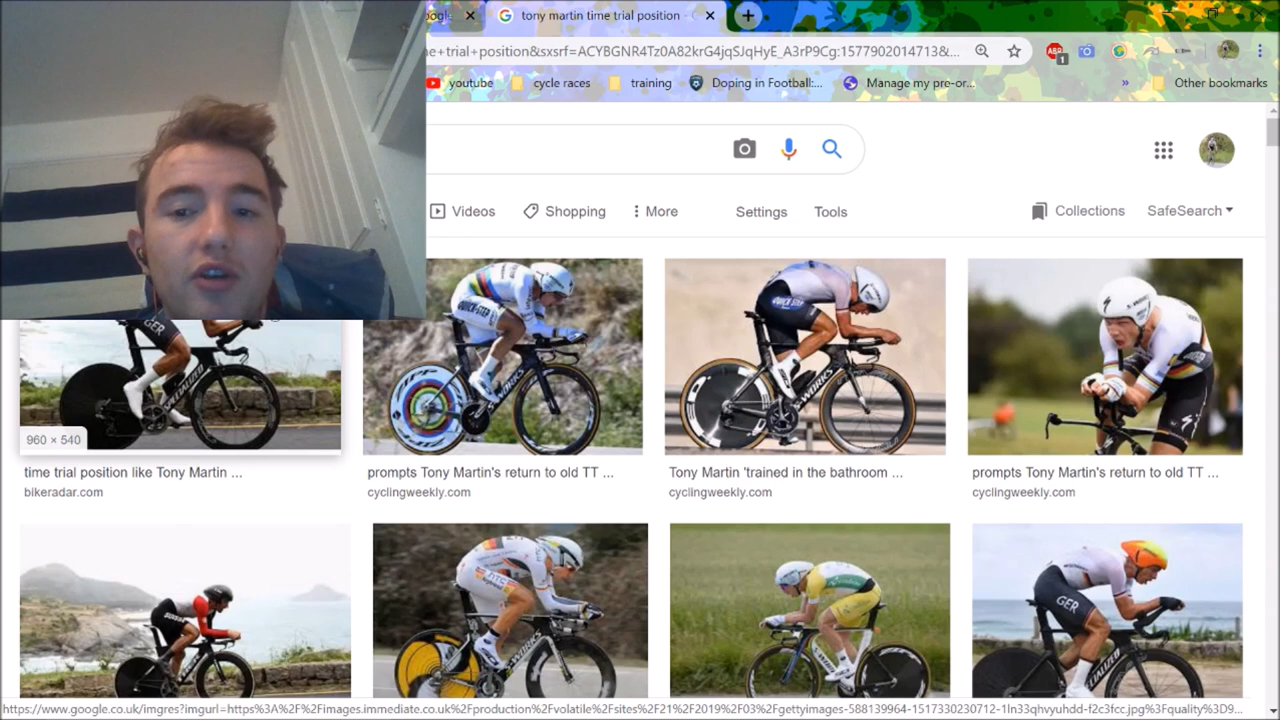 tony martin time trial position
e+trial+position&sxsrf=ACYBGNR4Tz0A82krG4jqSJqHyE_A3rP9Cg:1577902014713&...
youtube
cycle races
training
Doping in Football:...
Manage my pre-or...
»
Other bookmarks
Videos
Shopping
More
Settings
Tools
Collections
SafeSearch
GER
QUICK-STEP
QUICK-STEP
960 × 540
time trial position like Tony Martin ...
bikeradar.com
prompts Tony Martin's return to old TT ...
cyclingweekly.com
Tony Martin 'trained in the bathroom ...
cyclingweekly.com
prompts Tony Martin's return to old TT ...
cyclingweekly.com
GER
https://www.google.co.uk/imgres?imgurl=https%3A%2F%2Fimages.immediate.co.uk%2Fproduction%2Fvolatile%2Fsites%2F21%2F2019%2F03%2Fgettyimages-588139964-1517330230712-1ln33qhvyuhdd-f2c3fcc.jpg%3Fquality%3D9...